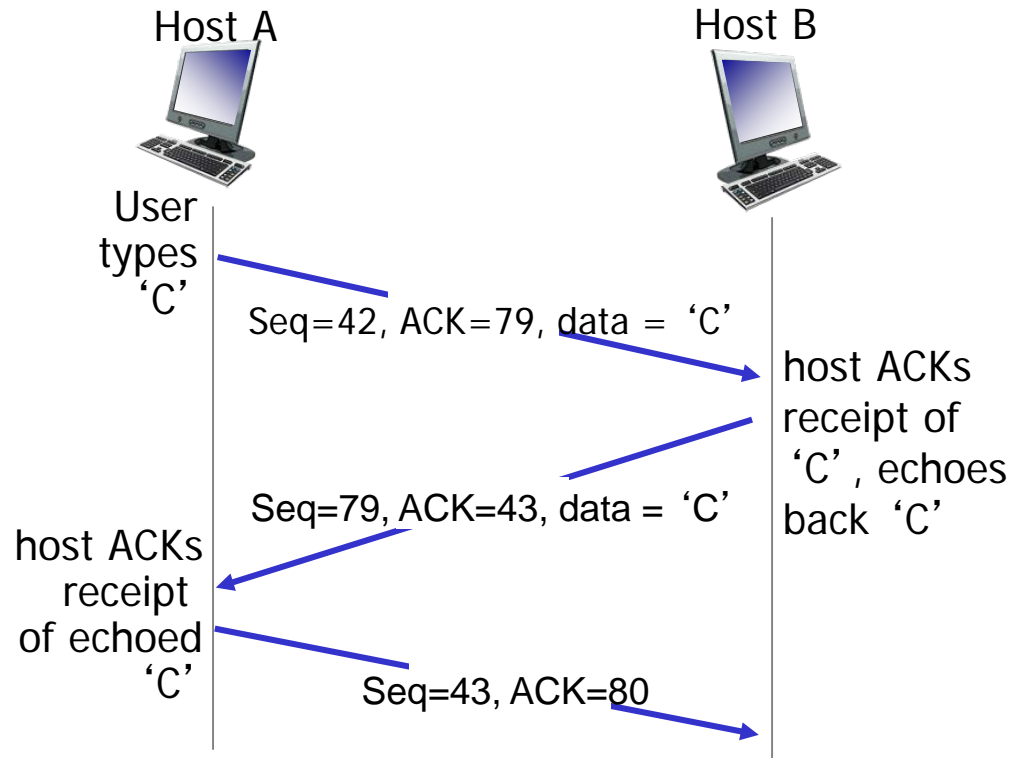 Host A
Host B
User
types
‘C’
Seq=42, ACK=79, data = ‘C’
host ACKs
receipt of
‘C’, echoes
back ‘C’
Seq=79, ACK=43, data = ‘C’
host ACKs
receipt
of echoed
‘C’
Seq=43, ACK=80